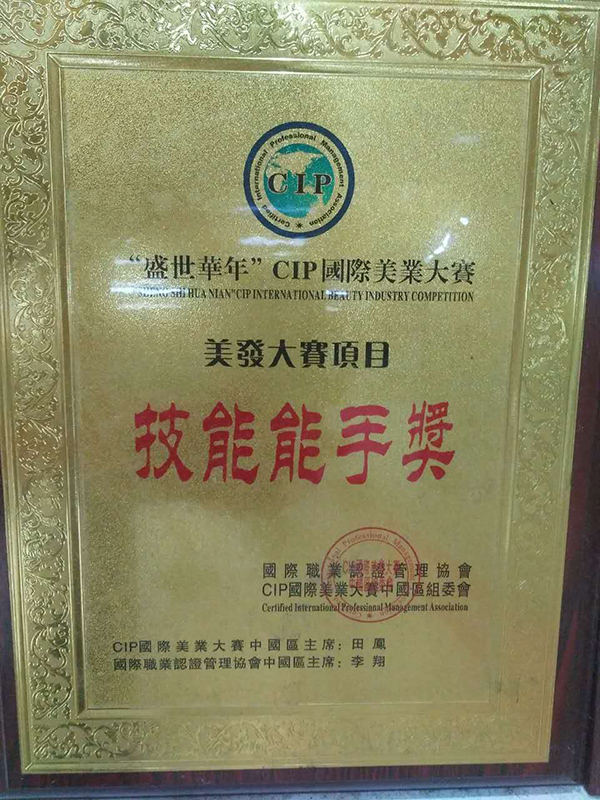 Certified International Professional Management Association
CIP
“盛世華年”CIP國際美業大賽
"SHENG SHI HUA NIAN"CIP INTERNATIONAL BEAUTY INDUSTRY COMPETITION
美發大賽項目
技能能手獎
國際職業認證管理協會
CIP國際美業大賽中國區組委會
Certified International Professional Management Association
CIP國際美業大賽中國區主席：田鳳
國際職業認證管理協會中國區主席：李翔